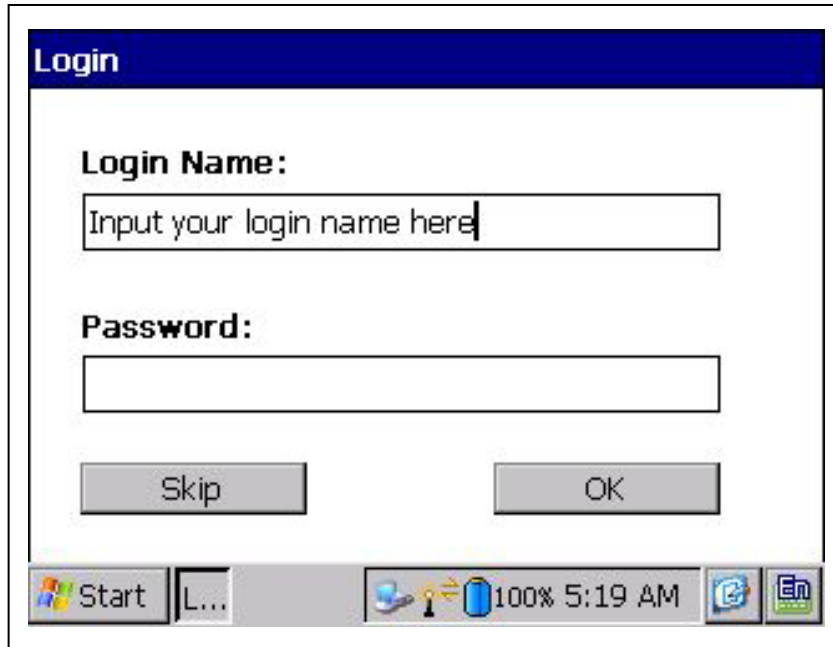 Login
Login Name:
Input your login name here
Password:
Skip
OK
Start
L...
100% 5:19 AM
En